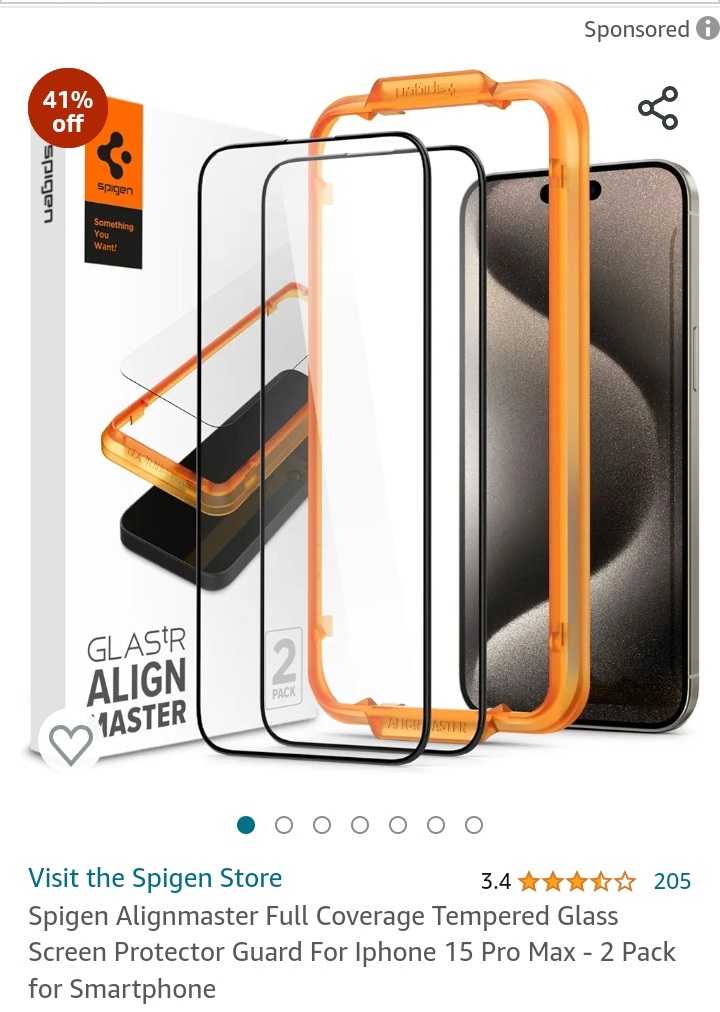 Sponsored
41%
off
spigen
spigen
Something
You
Want!
spigen
GLAStR
ALIGN
MASTER
2
PACK
ALIGNMASTER
Visit the Spigen Store
3.4
205
Spigen Alignmaster Full Coverage Tempered Glass
Screen Protector Guard For Iphone 15 Pro Max - 2 Pack
for Smartphone